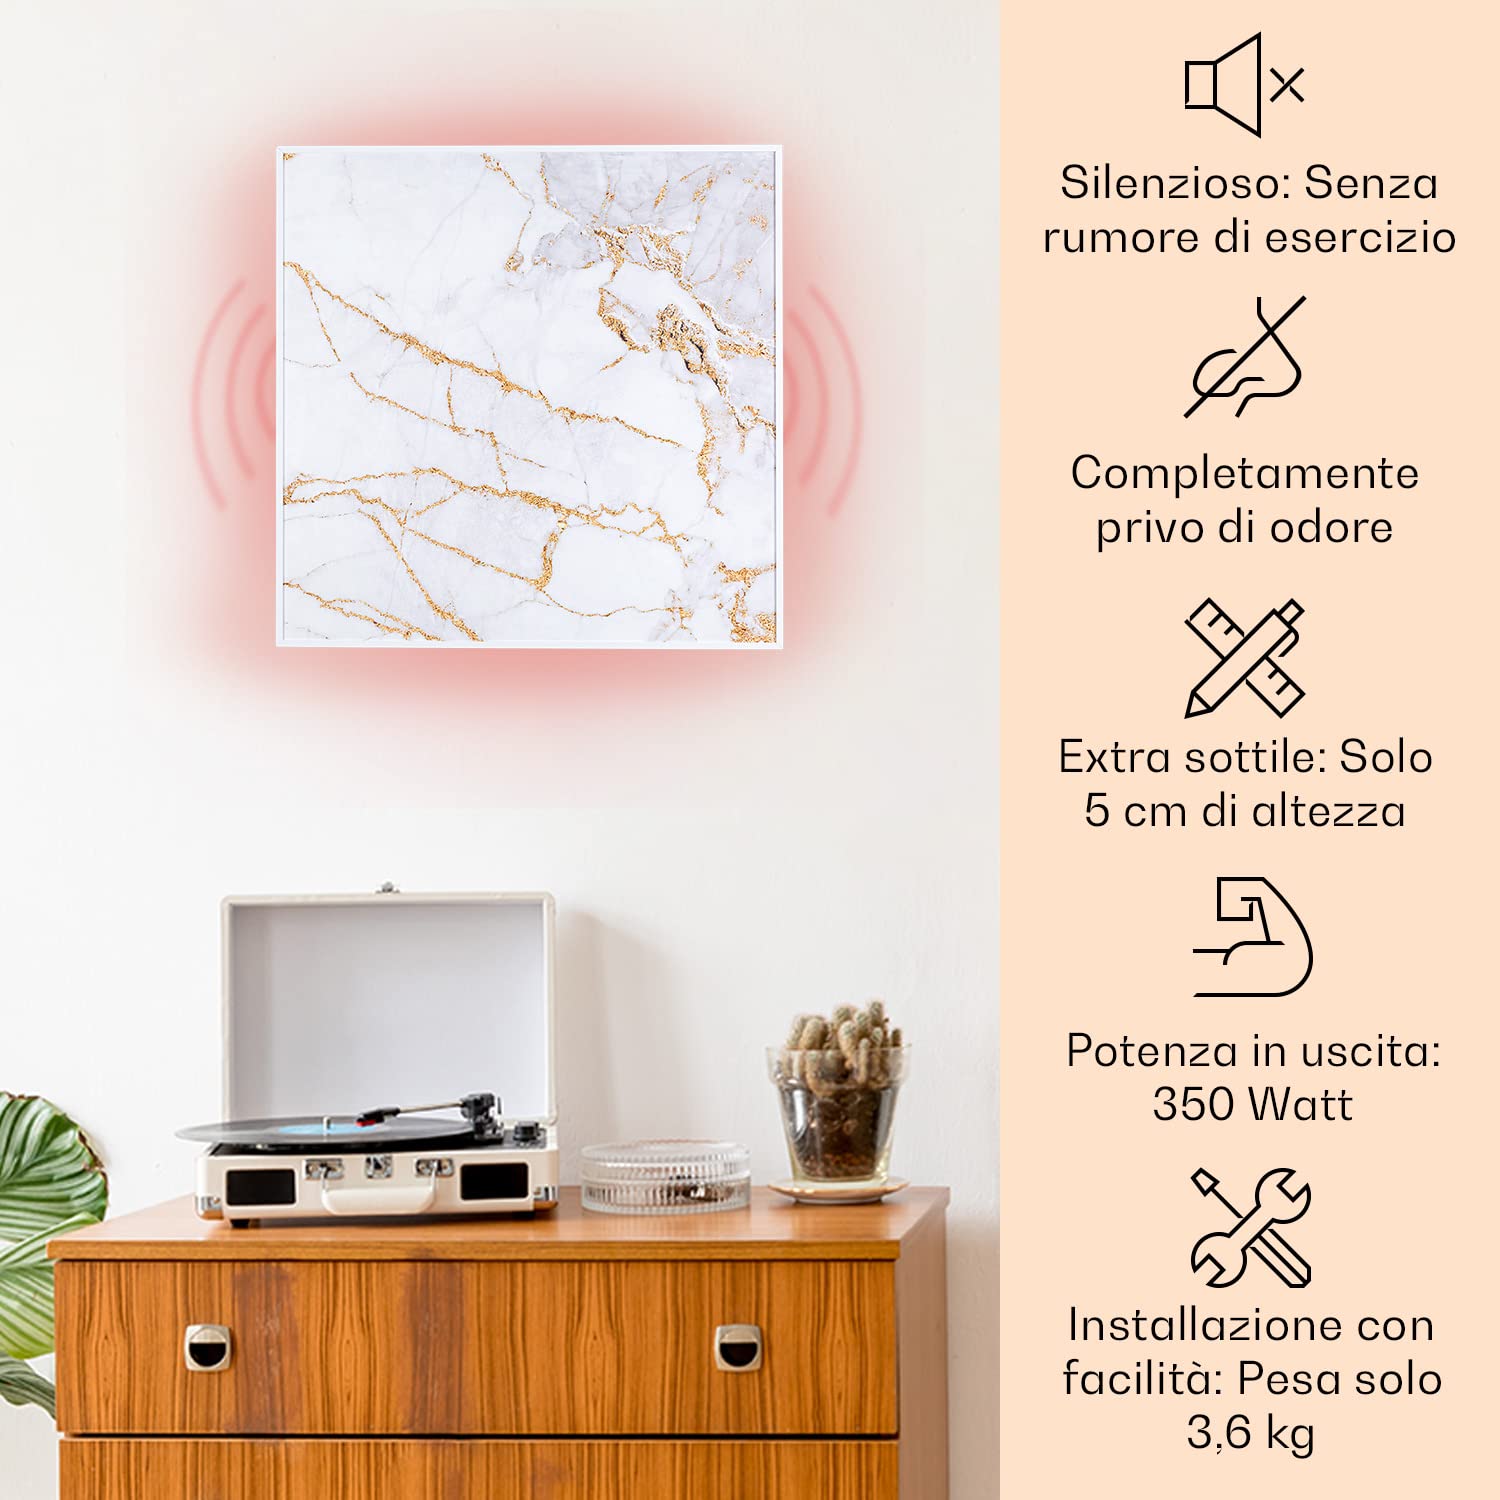 Silenzioso: Senza
rumore di esercizio
Completamente
privo di odore
Extra sottile: Solo
5 cm di altezza
Potenza in uscita:
350 Watt
Installazione con
facilità: Pesa solo
3,6 kg